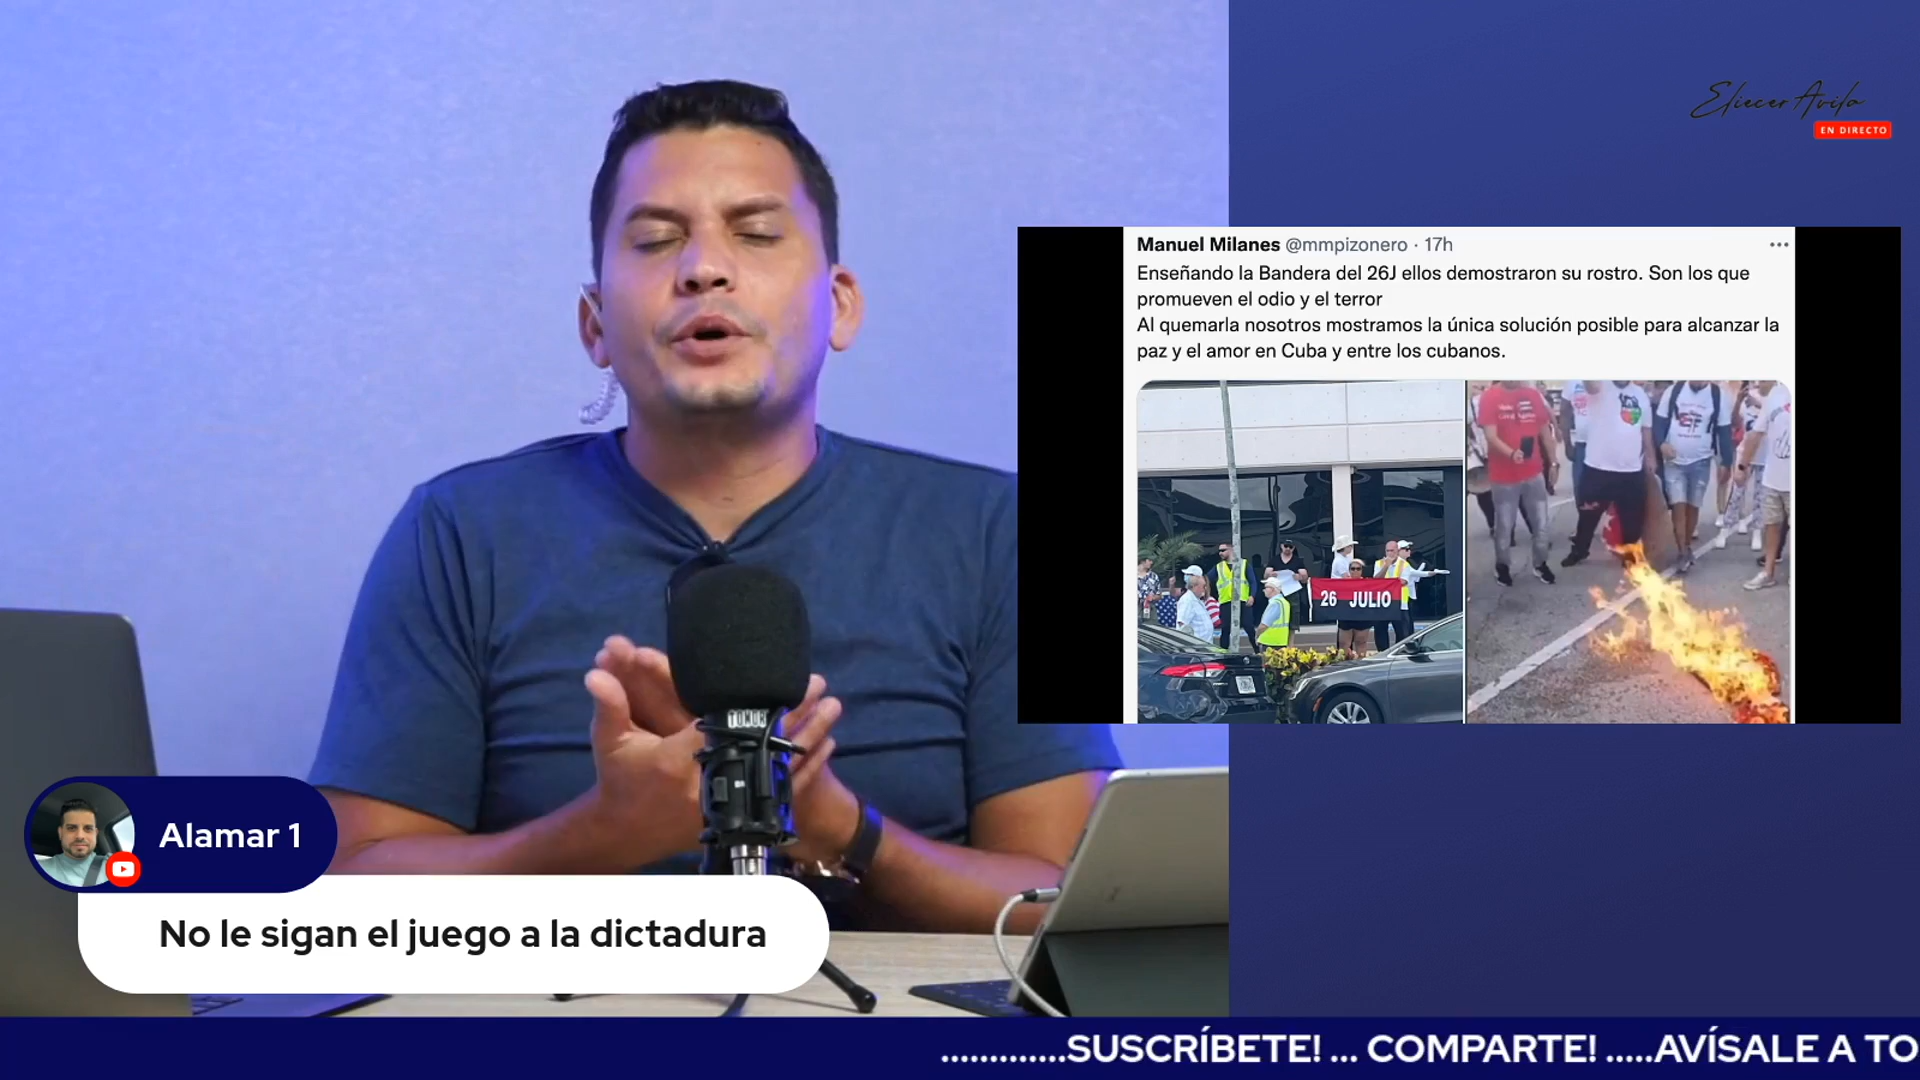 Eliecer Avila
EN DIRECTO
Manuel Milanes @mmpizonero · 17h
Enseñando la Bandera del 26J ellos demostraron su rostro. Son los que
promueven el odio y el terror
Al quemarla nosotros mostramos la única solución posible para alcanzar la
paz y el amor en Cuba y entre los cubanos.
26 JULIO
Alamar 1
No le sigan el juego a la dictadura
.............SUSCRÍBETE! ... COMPARTE! .....AVÍSALE A TO